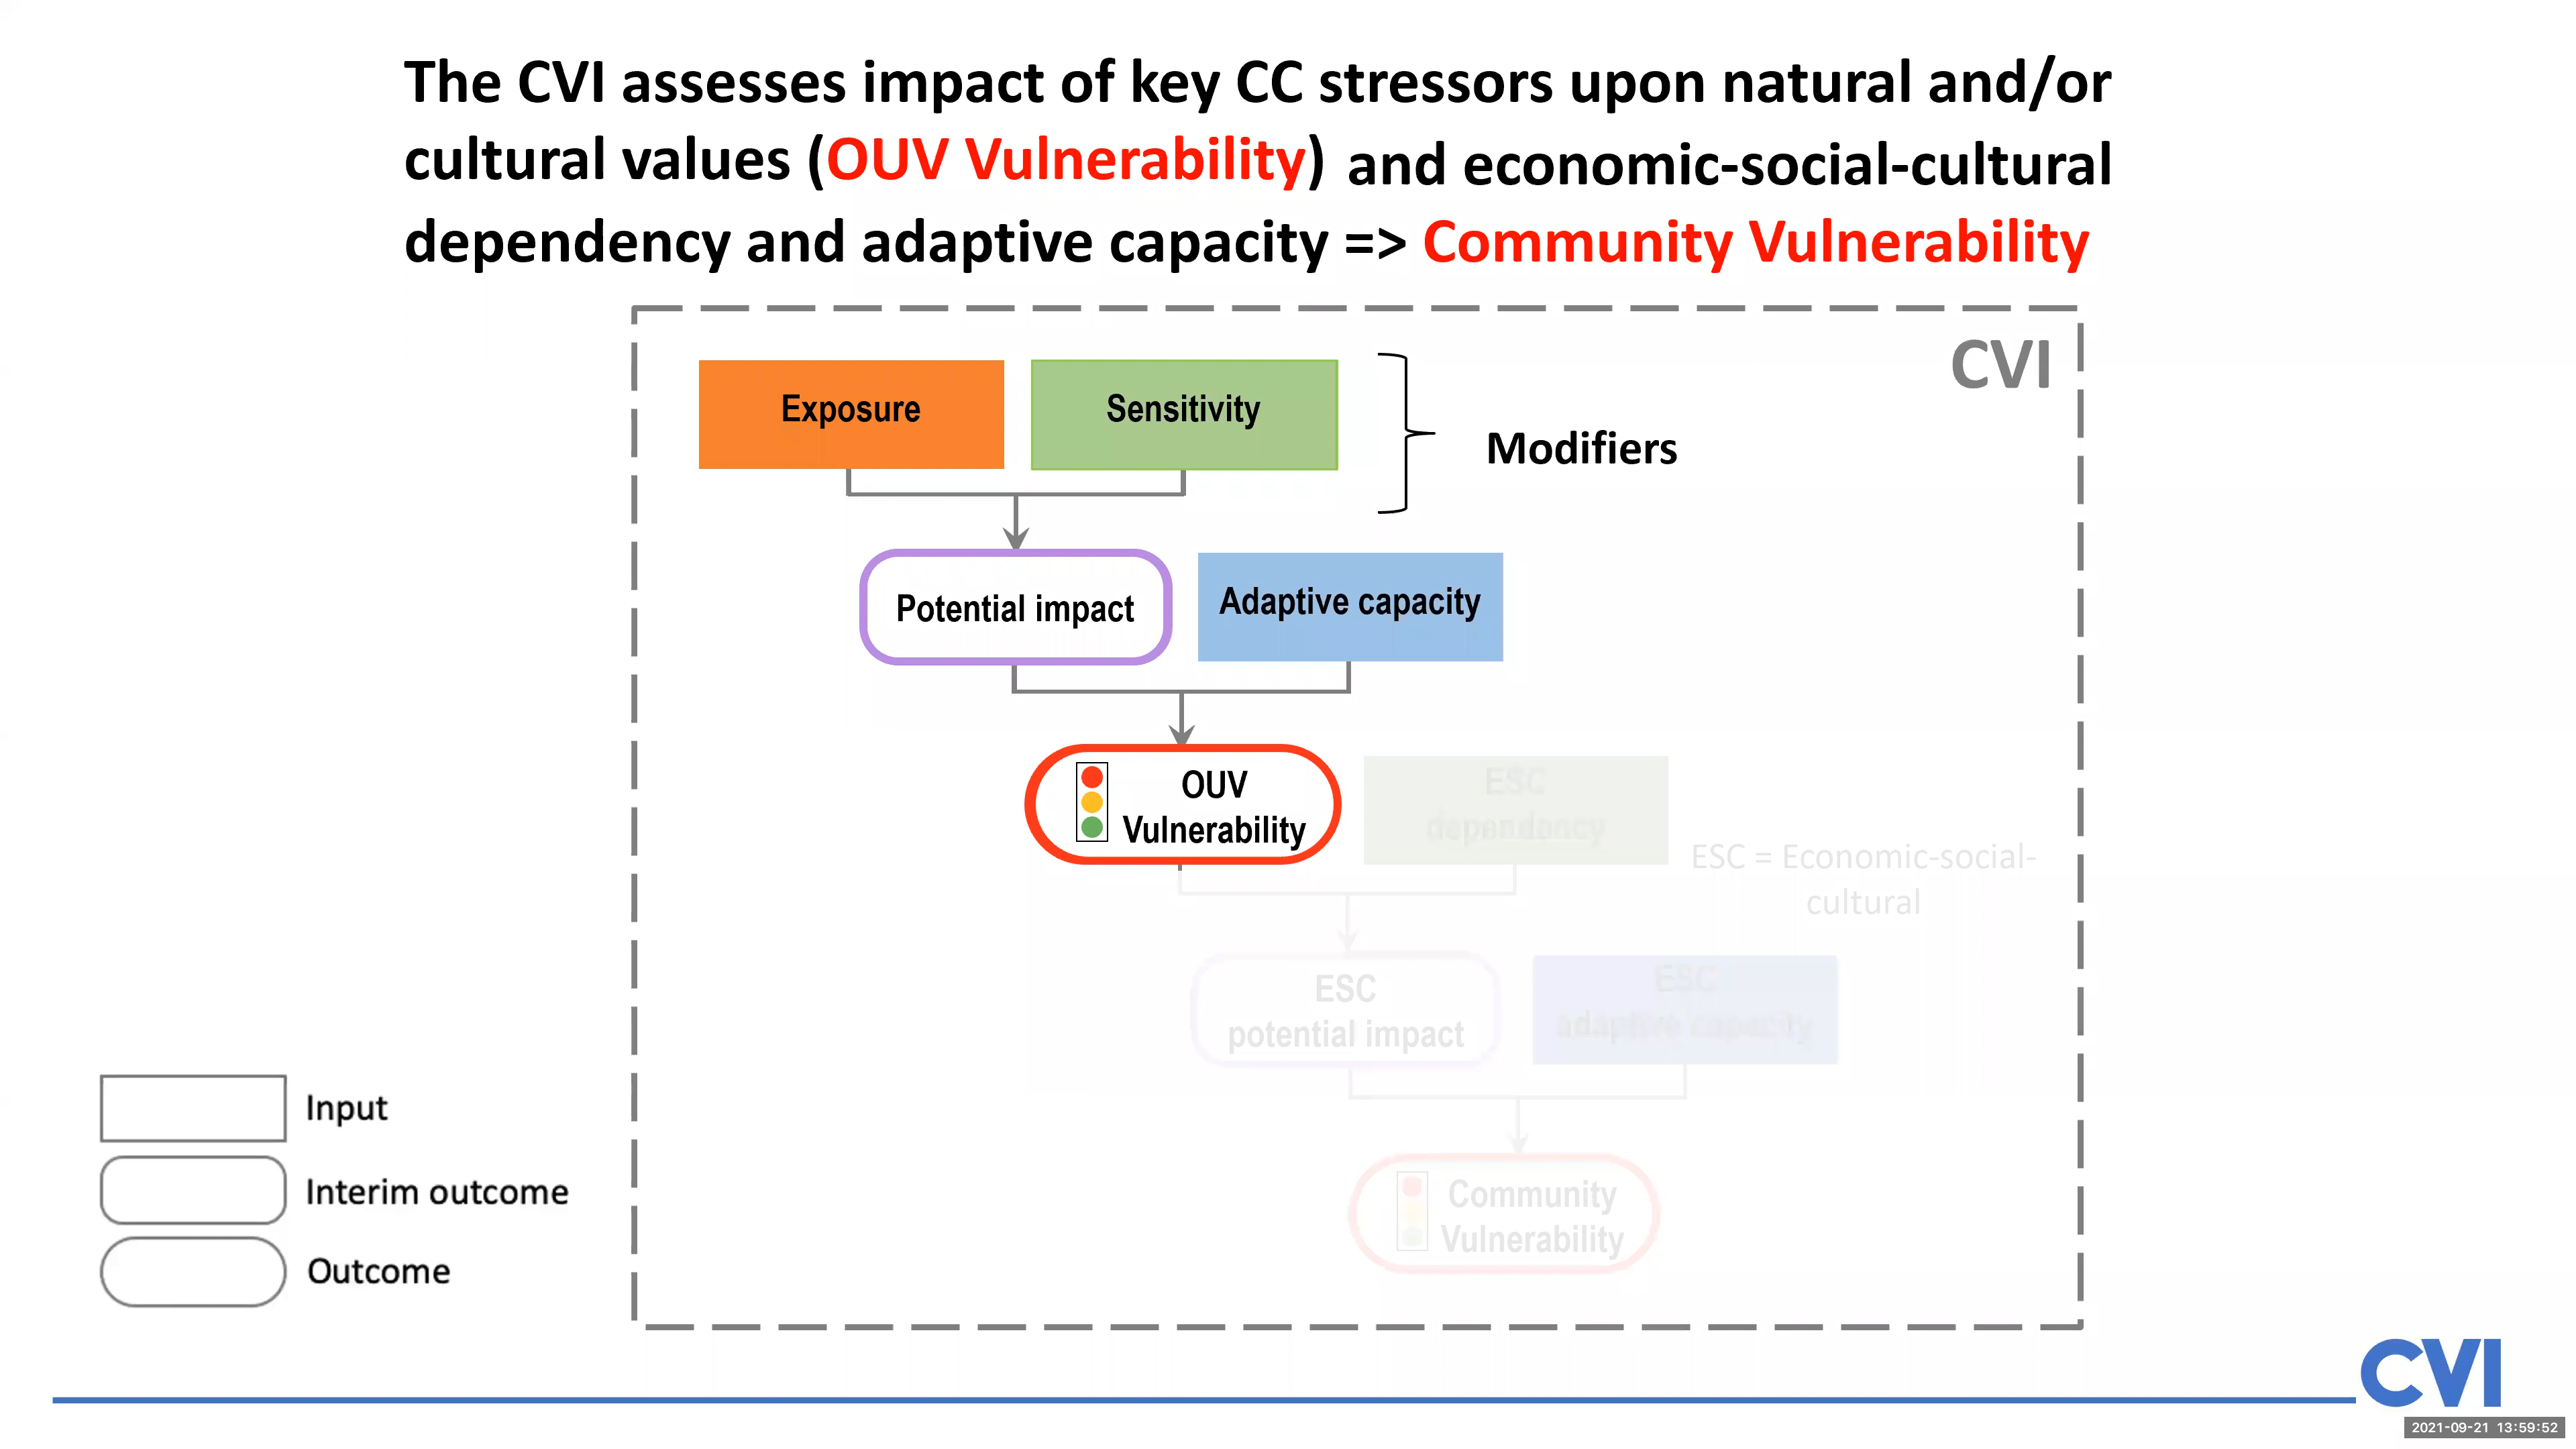 The CVI assesses impact of key CC stressors upon natural and/or
cultural values (OUV Vulnerability) and economic-social-cultural
dependency and adaptive capacity => Community Vulnerability
CVI
Exposure
Sensitivity
Modifiers
Potential impact
Adaptive capacity
OUV
Vulnerability
ESC
dependency
ESC = Economic-social-
cultural
ESC
potential impact
ESC
adaptive capacity
Community
Vulnerability
Input
Interim outcome
Outcome
CVI
2021-09-21 13:59:52